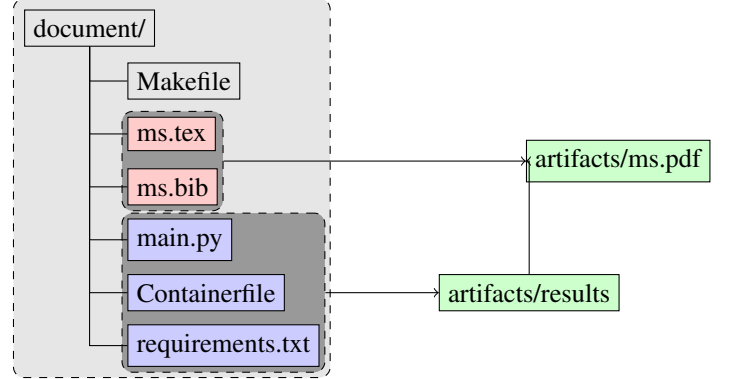 document/
Makefile
ms.tex
ms.bib
main.py
Containerfile
requirements.txt
artifacts/ms.pdf
artifacts/results